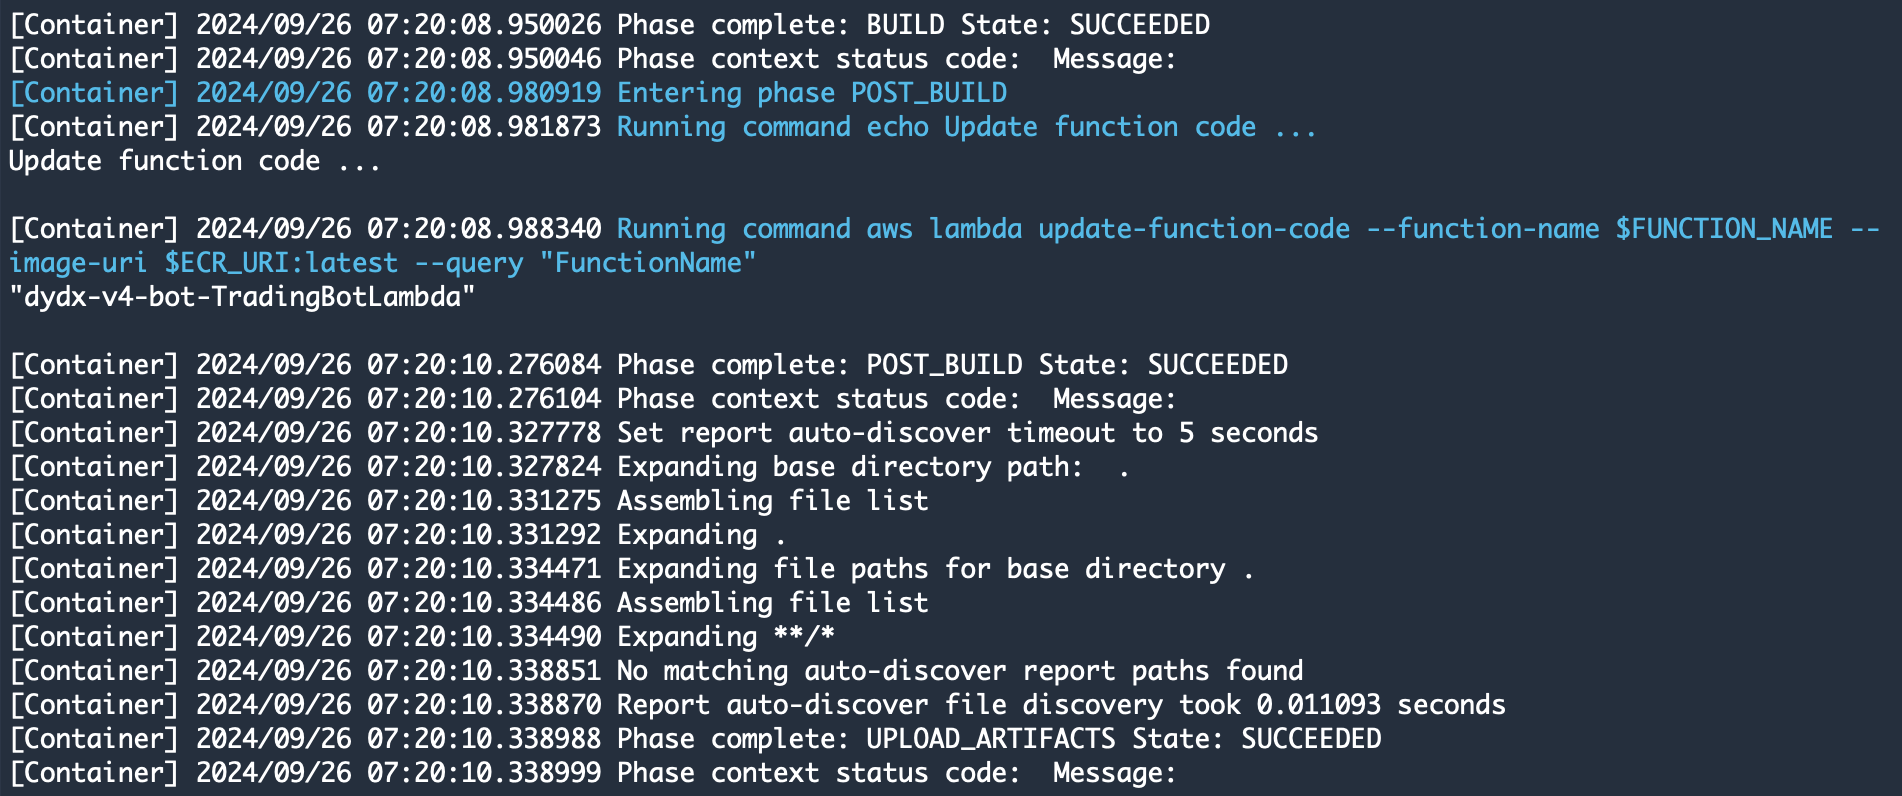 [Container] 2024/09/26 07:20:08.950026 Phase complete: BUILD State: SUCCEEDED
[Container] 2024/09/26 07:20:08.950046 Phase context status code:  Message:
[Container] 2024/09/26 07:20:08.980919 Entering phase POST_BUILD
[Container] 2024/09/26 07:20:08.981873 Running command echo Update function code ...
Update function code ...
[Container] 2024/09/26 07:20:08.988340 Running command aws lambda update-function-code --function-name $FUNCTION_NAME --
image-uri $ECR_URI:latest --query "FunctionName"
"dydx-v4-bot-TradingBotLambda"
[Container] 2024/09/26 07:20:10.276084 Phase complete: POST_BUILD State: SUCCEEDED
[Container] 2024/09/26 07:20:10.276104 Phase context status code:  Message:
[Container] 2024/09/26 07:20:10.327778 Set report auto-discover timeout to 5 seconds
[Container] 2024/09/26 07:20:10.327824 Expanding base directory path:  .
[Container] 2024/09/26 07:20:10.331275 Assembling file list
[Container] 2024/09/26 07:20:10.331292 Expanding .
[Container] 2024/09/26 07:20:10.334471 Expanding file paths for base directory .
[Container] 2024/09/26 07:20:10.334486 Assembling file list
[Container] 2024/09/26 07:20:10.334490 Expanding **/*
[Container] 2024/09/26 07:20:10.338851 No matching auto-discover report paths found
[Container] 2024/09/26 07:20:10.338870 Report auto-discover file discovery took 0.011093 seconds
[Container] 2024/09/26 07:20:10.338988 Phase complete: UPLOAD_ARTIFACTS State: SUCCEEDED
[Container] 2024/09/26 07:20:10.338999 Phase context status code:  Message: